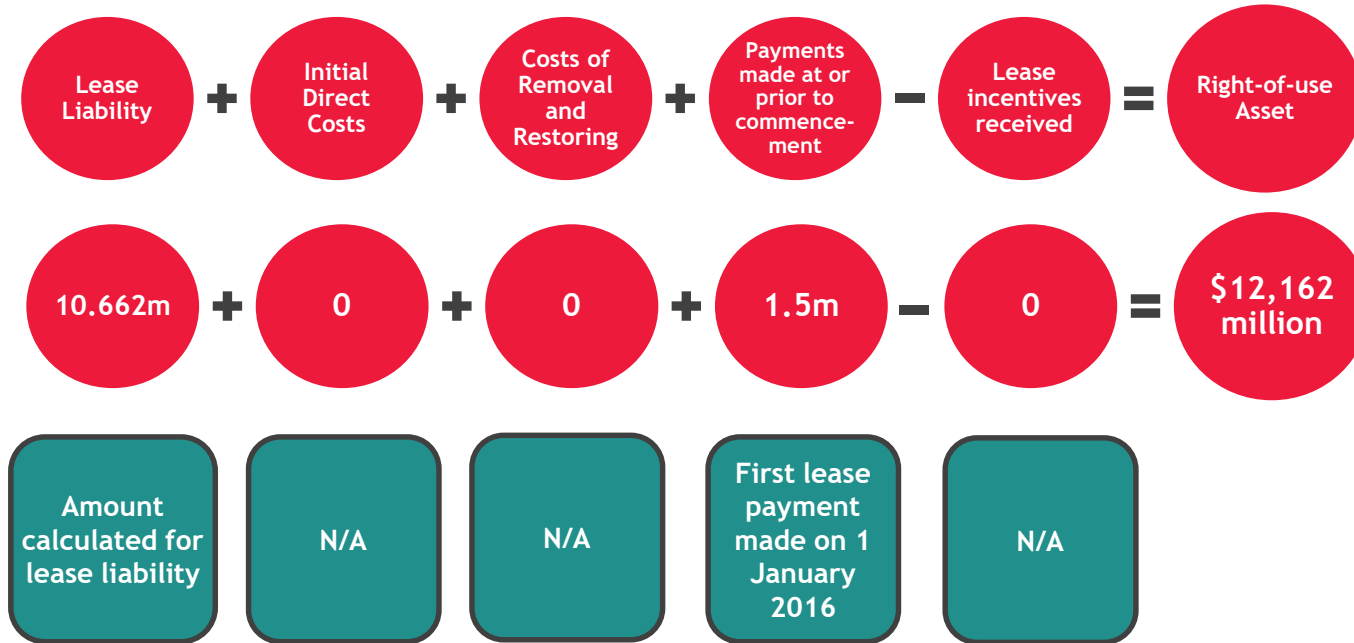 Lease
Liability
+
Initial
Direct
Costs
+
Costs of
Removal
and
Restoring
+
Payments
made at or
prior to
commence-
ment
–
Lease
incentives
received
=
Right-of-use
Asset
10.662m
+
0
+
0
+
1.5m
–
0
=
$12,162
million
Amount
calculated for
lease liability
N/A
N/A
First lease
payment
made on 1
January
2016
N/A